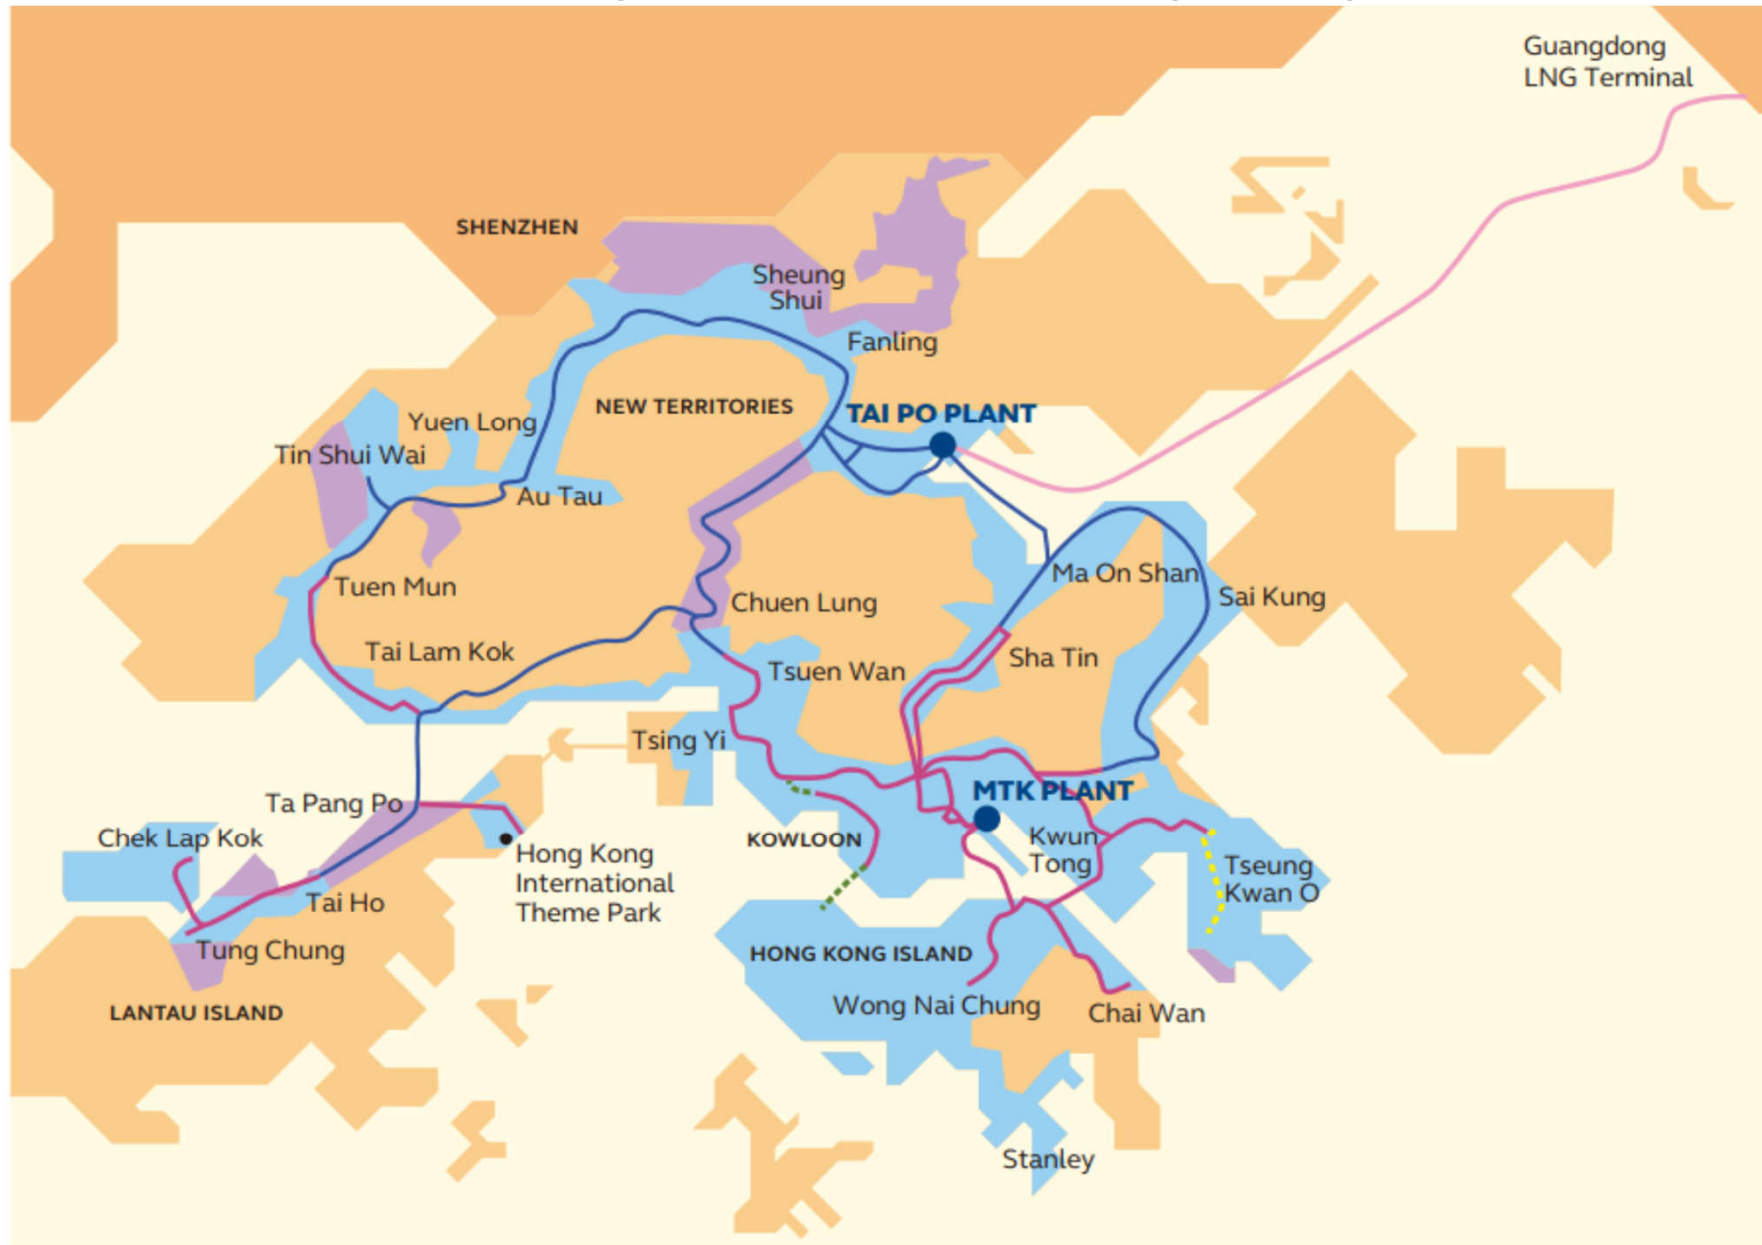 Guangdong
LNG Terminal
SHENZHEN
Sheung
Shui
Fanling
NEW TERRITORIES
TAI PO PLANT
Yuen Long
Tin Shui Wai
Au Tau
Ma On Shan
Tuen Mun
Sai Kung
Chuen Lung
Tai Lam Kok
Sha Tin
Tsuen Wan
Tsing Yi
MTK PLANT
Ta Pang Po
Chek Lap Kok
KOWLOON
Kwun
Tong
Hong Kong
International
Theme Park
Tseung
Kwan O
Tai Ho
Tung Chung
HONG KONG ISLAND
Wong Nai Chung
Chai Wan
LANTAU ISLAND
Stanley